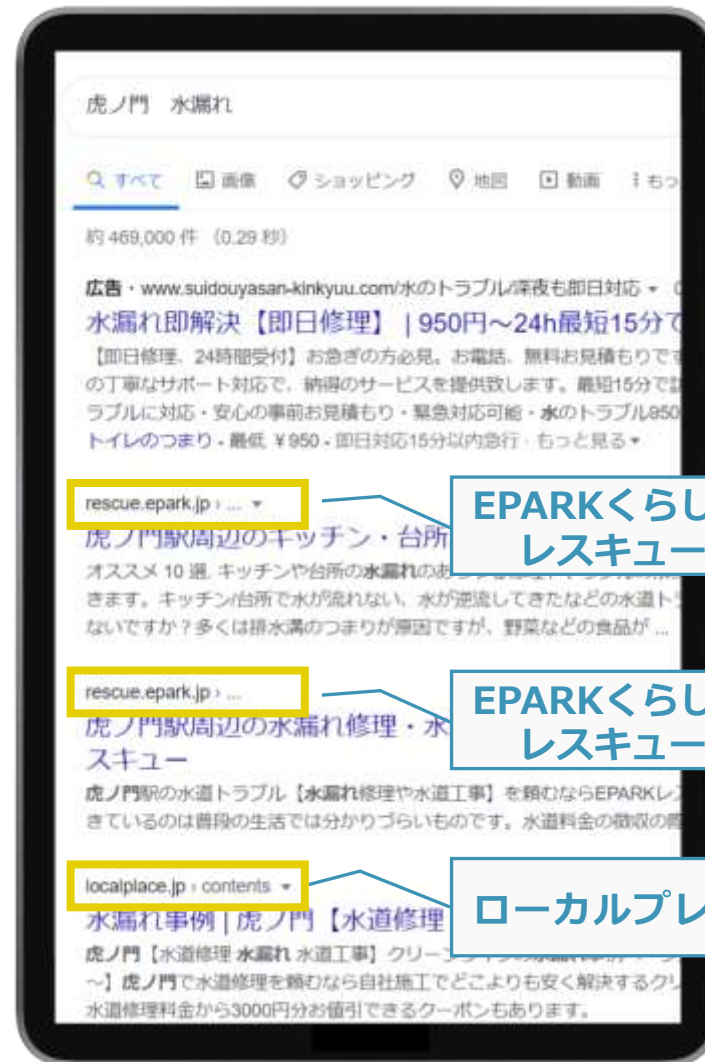 虎ノ門　水漏れ
すべて 画像 ショッピング 地図 動画 もっ
約 469,000 件 （0.29 秒）
広告・www.suidouyasan-kinkyuu.com/水のトラブル/深夜も即日対応
水漏れ即解決【即日修理】 | 950円～24h最短15分で
【即日修理、24時間受付】お急ぎの方必見。お電話、無料お見積もりです
の丁寧なサポート対応で、納得のサービスを提供致します。最短15分で
ラブルに対応・安心の事前お見積もり・緊急対応可能・水のトラブル950
トイレのつまり - 最低 ¥950 - 即日対応15分以内急行 · もっと見る
rescue.epark.jp › ...
EPARKくらし
レスキュー
虎ノ門駅周辺のキッチン・台所
オススメ 10 選. キッチンや台所の水漏れの
きます。キッチン/台所で水が流れない、水が逆流してきたなどの水道ト
ないですか？多くは排水溝のつまりが原因ですが、野菜などの食品が ...
rescue.epark.jp › ...
EPARKくらし
レスキュー
虎ノ門駅周辺の水漏れ修理・水
スキュー
虎ノ門駅の水道トラブル【水漏れ修理や水道工事】を頼むならEPARKレ
きているのは普段の生活では分かりづらいものです。水道料金の徴収の際
localplace.jp › contents
ローカルプレ
水漏れ事例 | 虎ノ門【水道修理
虎ノ門【水道修理 水漏れ 水道工事】クリー
～】虎ノ門で水道修理を頼むなら自社施工でどこよりも安く解決するクリ
水道修理料金から3000円分お値引できるクーポンもあります。